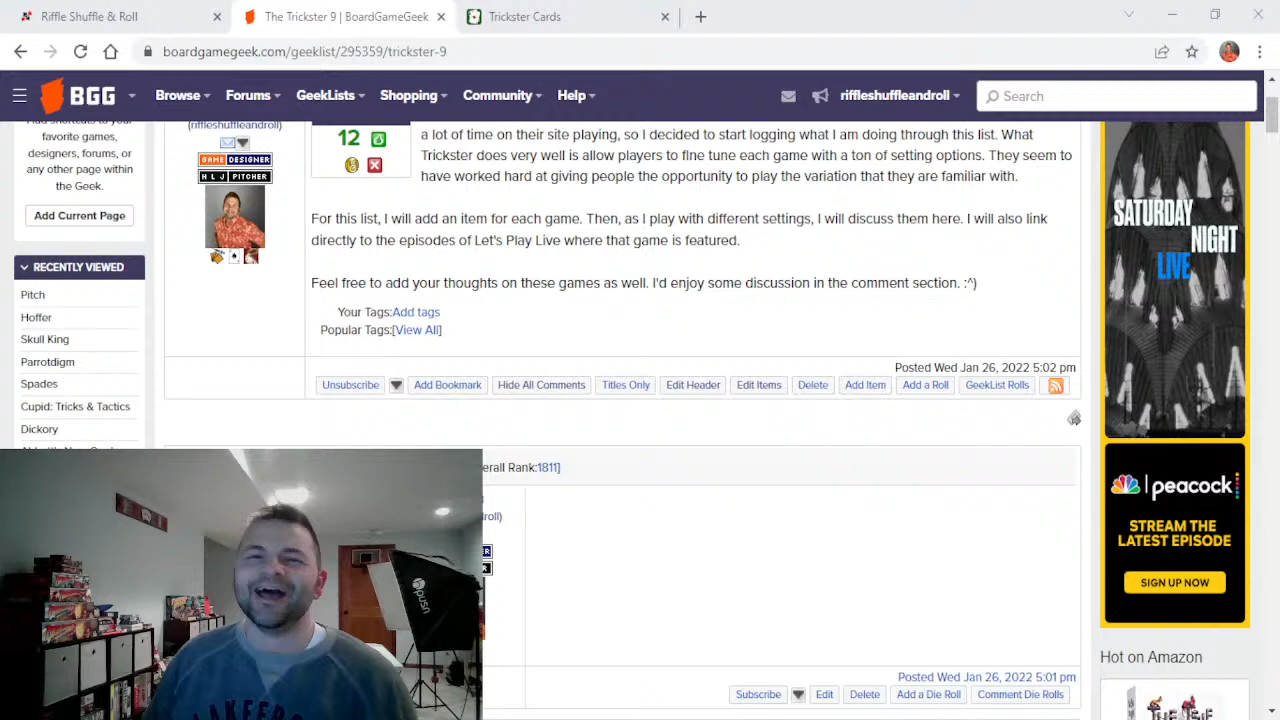 Riffle Shuffle & Roll
The Trickster 9 | BoardGameGeek
Trickster Cards
boardgamegeek.com/geeklist/295359/trickster-9
BGG
Browse
Forums
GeekLists
Shopping
Community
Help
riffleshuffleandroll
Search
favorite games,
designers, forums, or
any other page within
the Geek.
Add Current Page
RECENTLY VIEWED
Pitch
Hoffer
Skull King
Parrotdigm
Spades
Cupid: Tricks & Tactics
Dickory
(riffleshuffleandroll)
GAME DESIGNER
H L J PITCHER
12
a lot of time on their site playing, so I decided to start logging what I am doing through this list. What
Trickster does very well is allow players to fine tune each game with a ton of setting options. They seem to
have worked hard at giving people the opportunity to play the variation that they are familiar with.
For this list, I will add an item for each game. Then, as I play with different settings, I will discuss them here. I will also link
directly to the episodes of Let's Play Live where that game is featured.
Feel free to add your thoughts on these games as well. I'd enjoy some discussion in the comment section. :^)
Your Tags:Add tags
Popular Tags:[View All]
Posted Wed Jan 26, 2022 5:02 pm
Unsubscribe
Add Bookmark
Hide All Comments
Titles Only
Edit Header
Edit Items
Delete
Add Item
Add a Roll
GeekList Rolls
erall Rank:1811]
roll)
Posted Wed Jan 26, 2022 5:01 pm
Subscribe
Edit
Delete
Add a Die Roll
Comment Die Rolls
SATURDAY
NIGHT
LIVE
peacock
STREAM THE
LATEST EPISODE
SIGN UP NOW
Hot on Amazon